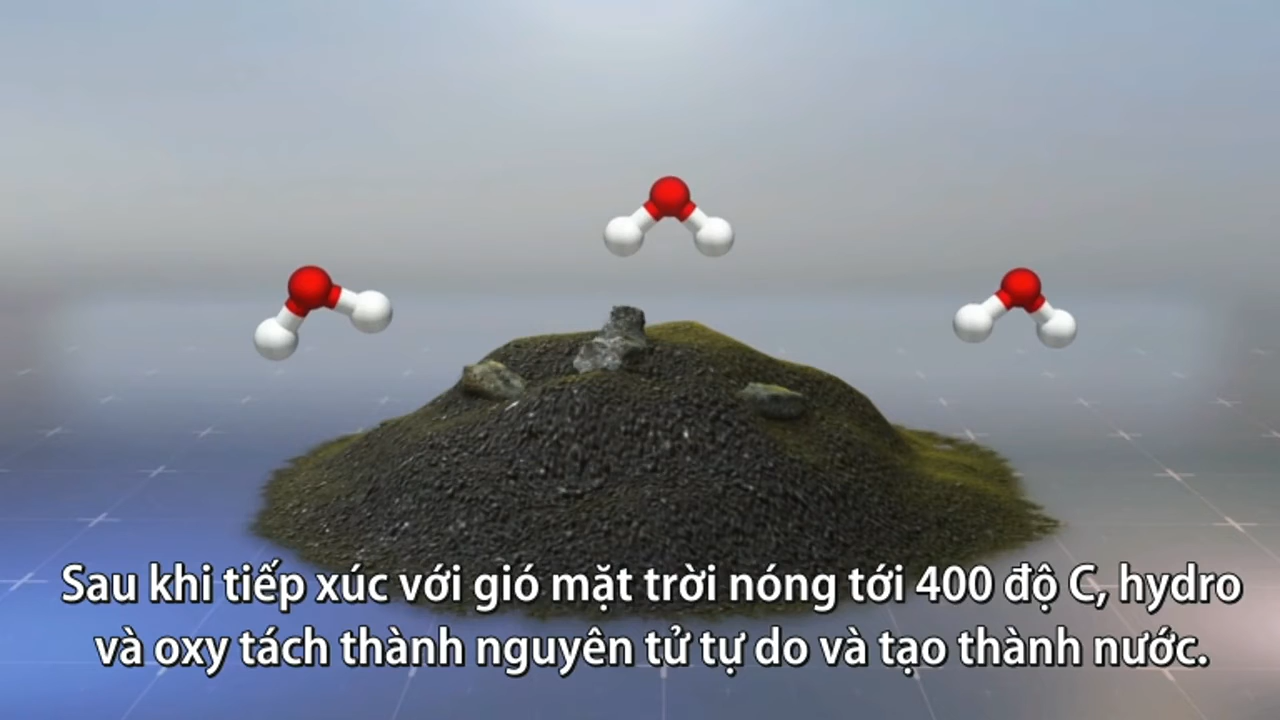 Sau khi tiếp xúc với gió mặt trời nóng tới 400 độ C, hydro
và oxy tách thành nguyên tử tự do và tạo thành nước.